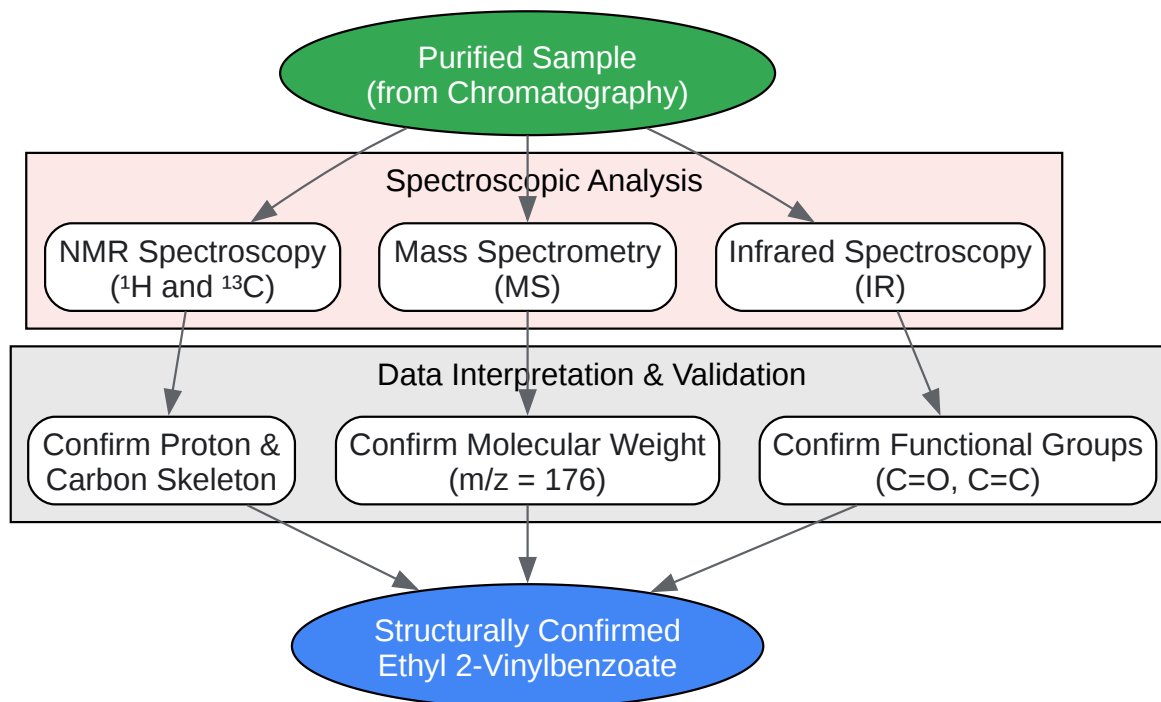 Purified Sample
(from Chromatography)
Spectroscopic Analysis
NMR Spectroscopy
(¹H and ¹³C)
Mass Spectrometry
(MS)
Infrared Spectroscopy
(IR)
Data Interpretation & Validation
Confirm Proton &
Carbon Skeleton
Confirm Molecular Weight
(m/z = 176)
Confirm Functional Groups
(C=O, C=C)
Structurally Confirmed
Ethyl 2-Vinylbenzoate